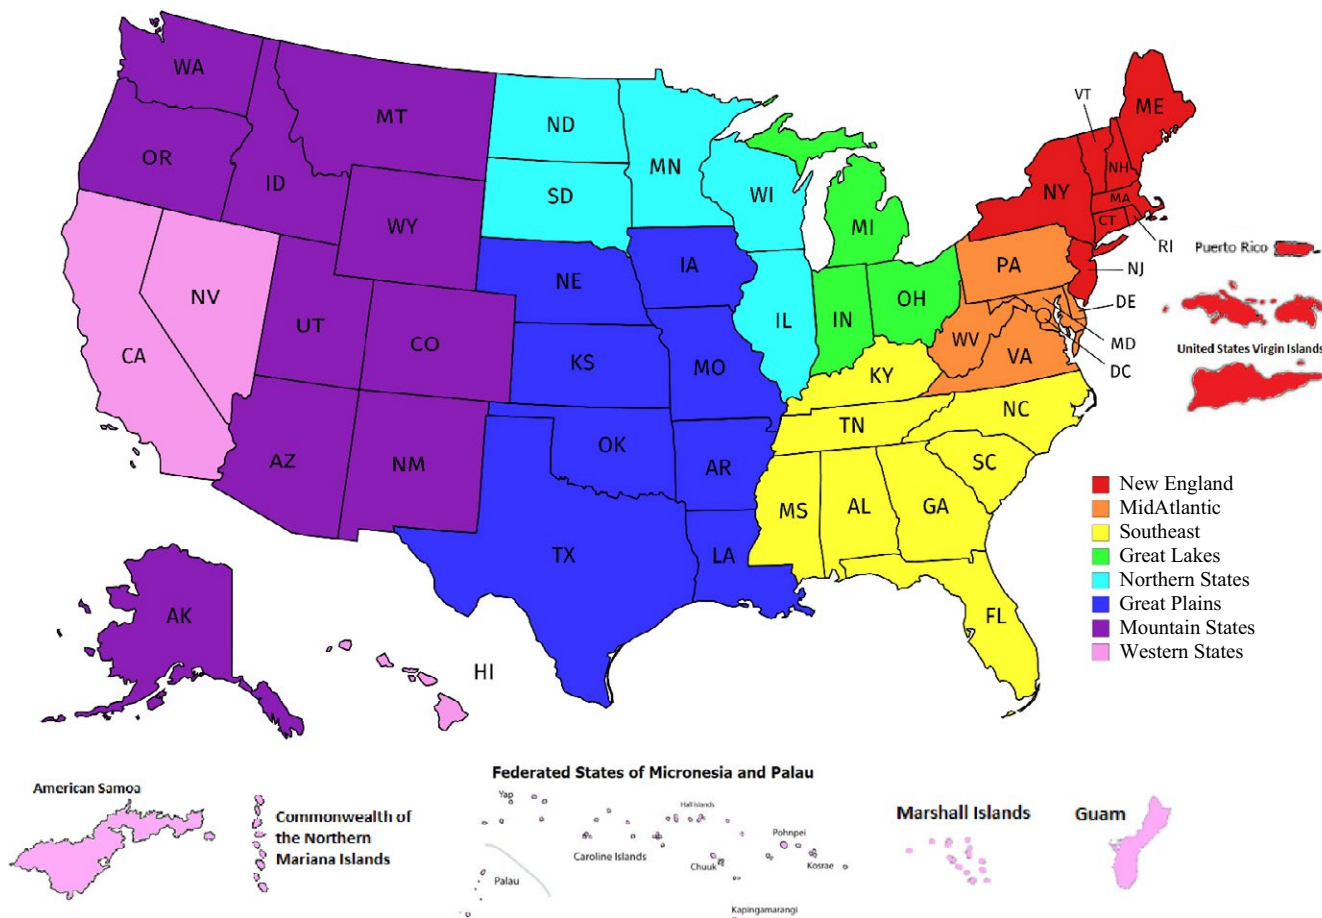 WA
MT
ND
MN
VT
ME
OR
ID
SD
WI
NY
NH
MA
CT
RI
WY
MI
Puerto Rico
NV
NE
IA
PA
NJ
UT
CO
IL
IN
OH
DE
CA
KS
MO
WV
VA
MD
DC
United States Virgin Islands
KY
NC
TN
AZ
NM
OK
AR
SC
MS
AL
GA
TX
LA
FL
New England
MidAtlantic
Southeast
Great Lakes
Northern States
Great Plains
Mountain States
Western States
AK
HI
American Samoa
Commonwealth of
the Northern
Mariana Islands
Federated States of Micronesia and Palau
Yap
Hall Islands
Pohnpei
Caroline Islands
Chuuk
Kosrae
Palau
Kapingamarangi
Marshall Islands
Guam